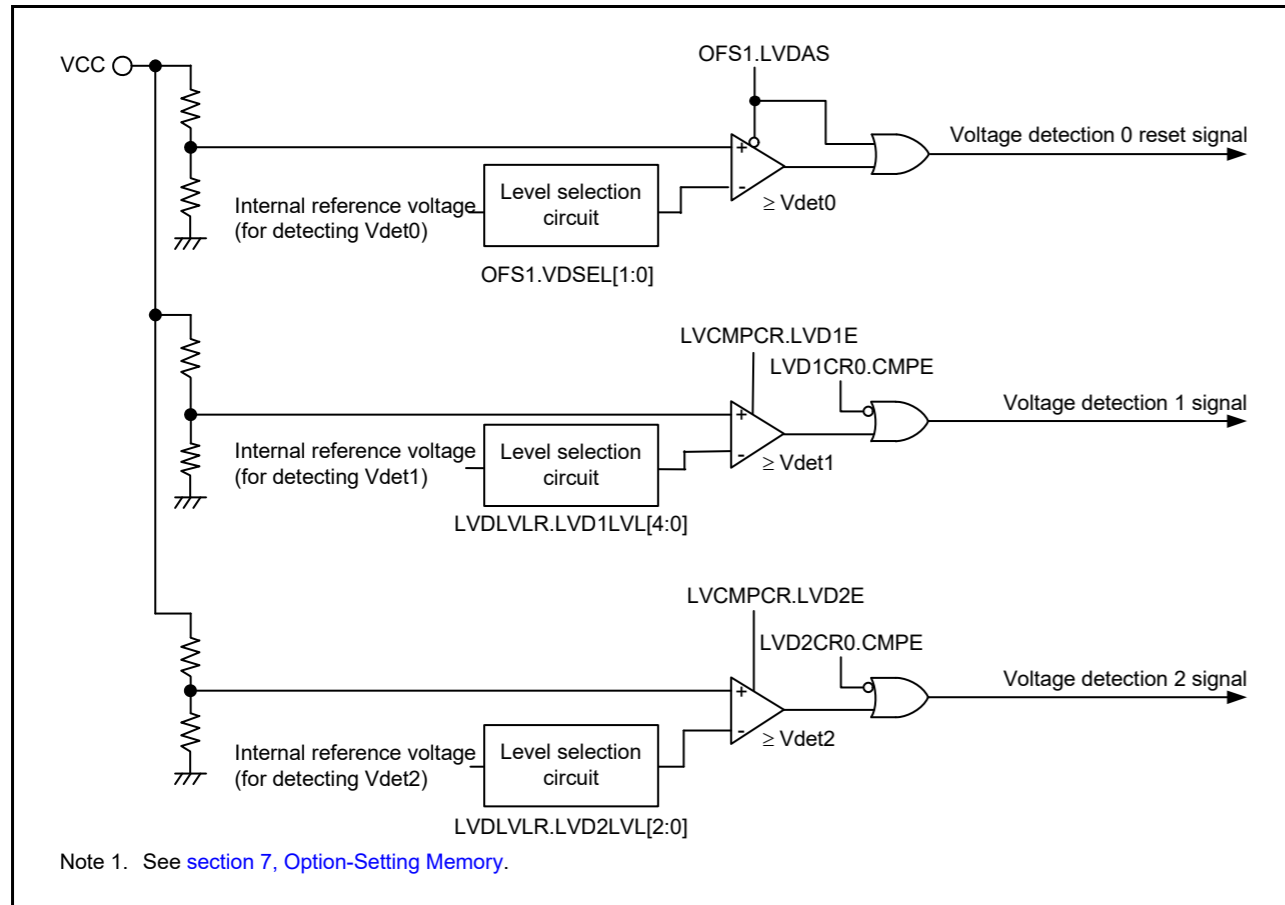 OFS1.LVDAS
VCC
+
Voltage detection 0 reset signal
Internal reference voltage
(for detecting Vdet0)
Level selection
circuit
-
≥ Vdet0
OFS1.VDSEL[1:0]
LVCMPCR.LVD1E
LVD1CR0.CMPE
+
Voltage detection 1 signal
Internal reference voltage
(for detecting Vdet1)
Level selection
circuit
-
≥ Vdet1
LVDLVLR.LVD1LVL[4:0]
LVCMPCR.LVD2E
LVD2CR0.CMPE
+
Voltage detection 2 signal
Internal reference voltage
(for detecting Vdet2)
Level selection
circuit
-
≥ Vdet2
LVDLVLR.LVD2LVL[2:0]
Note 1. See section 7, Option-Setting Memory.